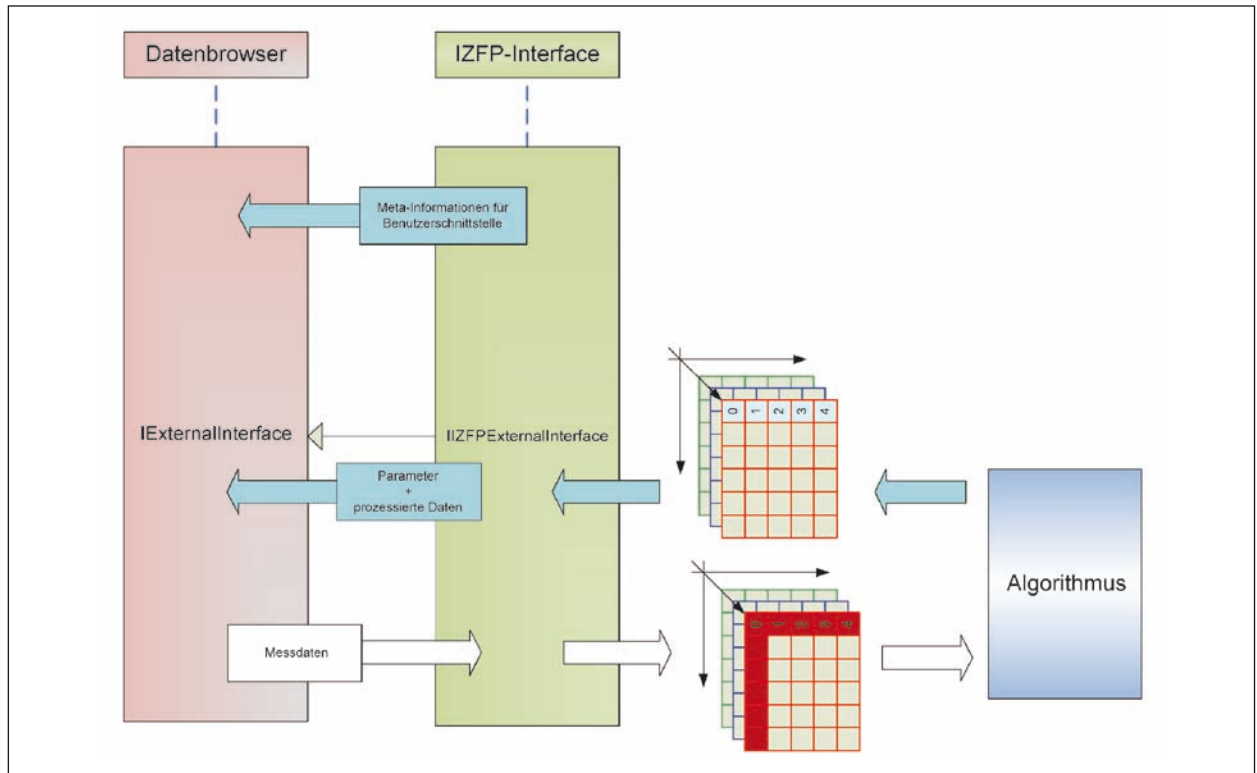 Datenbrowser
IZFP-Interface
Meta-Informationen für
Benutzerschnittstelle
0 1 2 3 4
IExternalInterface
IIZFPExternalInterface
Parameter
+
prozessierte Daten
Algorithmus
Messdaten